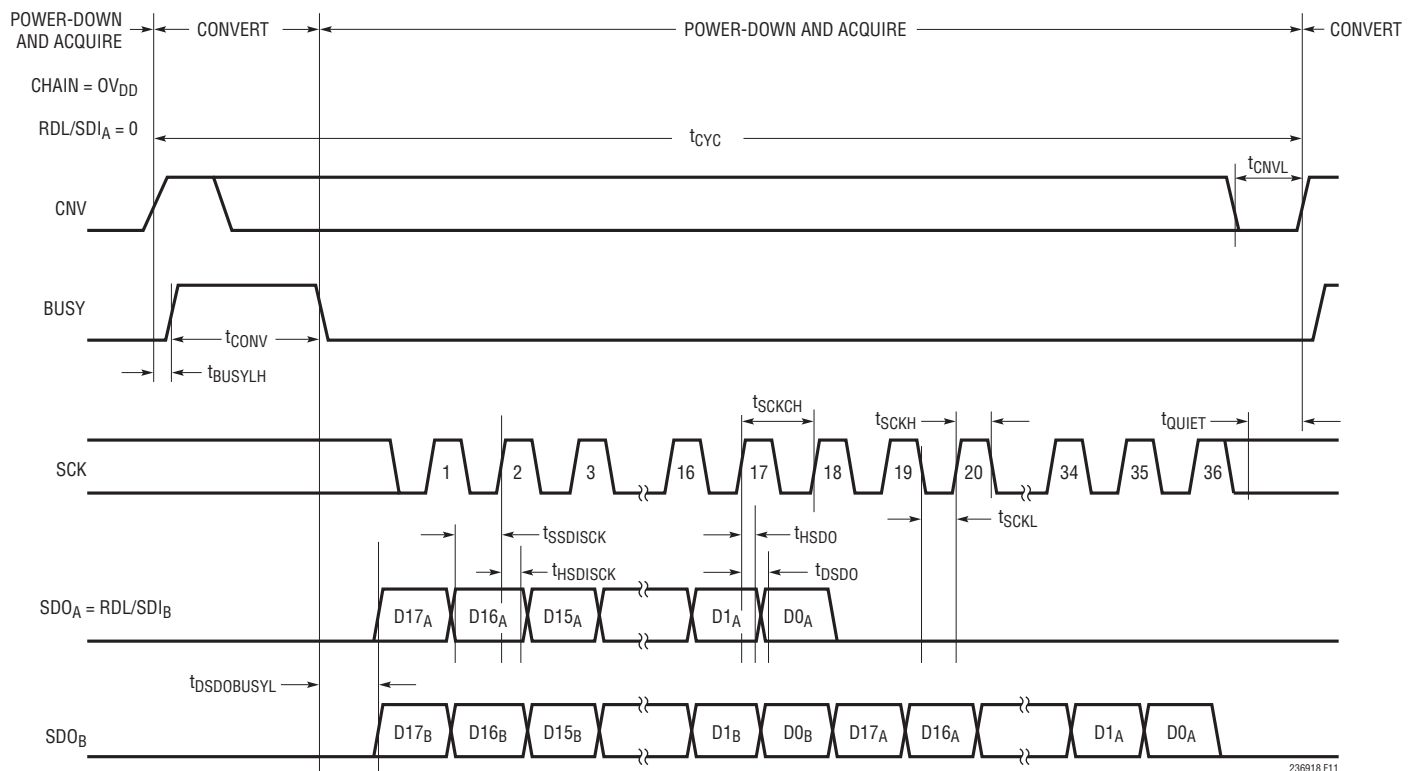 POWER-DOWN
AND ACQUIRE
CONVERT
POWER-DOWN AND ACQUIRE
CONVERT
CHAIN = OVDD
RDL/SDIA = 0
tCYC
tCNVL
CNV
BUSY
tCONV
tBUSYLH
tSCKCH
tSCKH
tQUIET
SCK
1
2
3
16
17
18
19
20
34
35
36
tSSDISCK
tHSDO
tSCKL
tHSDISCK
tDSDO
SDOA = RDL/SDIB
D17A
D16A
D15A
D1A
D0A
tDSDOBUSYL
SDOB
D17B
D16B
D15B
D1B
D0B
D17A
D16A
D1A
D0A
236918 F11